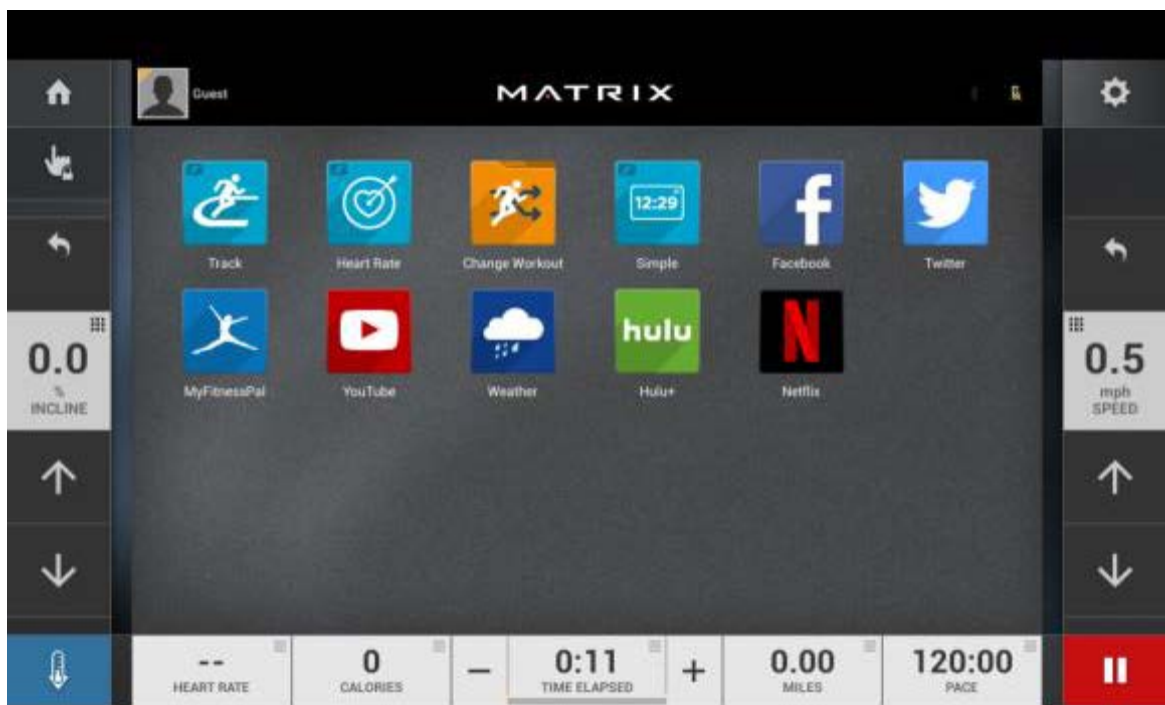 Guest
MATRIX
12:29
Track
Heart Rate
Change Workout
Simple
Facebook
Twitter
hulu
N
MyFitnessPal
YouTube
Weather
Hulu+
Netflix
0.0
%
INCLINE
0.5
mph
SPEED
--
HEART RATE
0
CALORIES
0:11
TIME ELAPSED
0.00
MILES
120:00
PACE